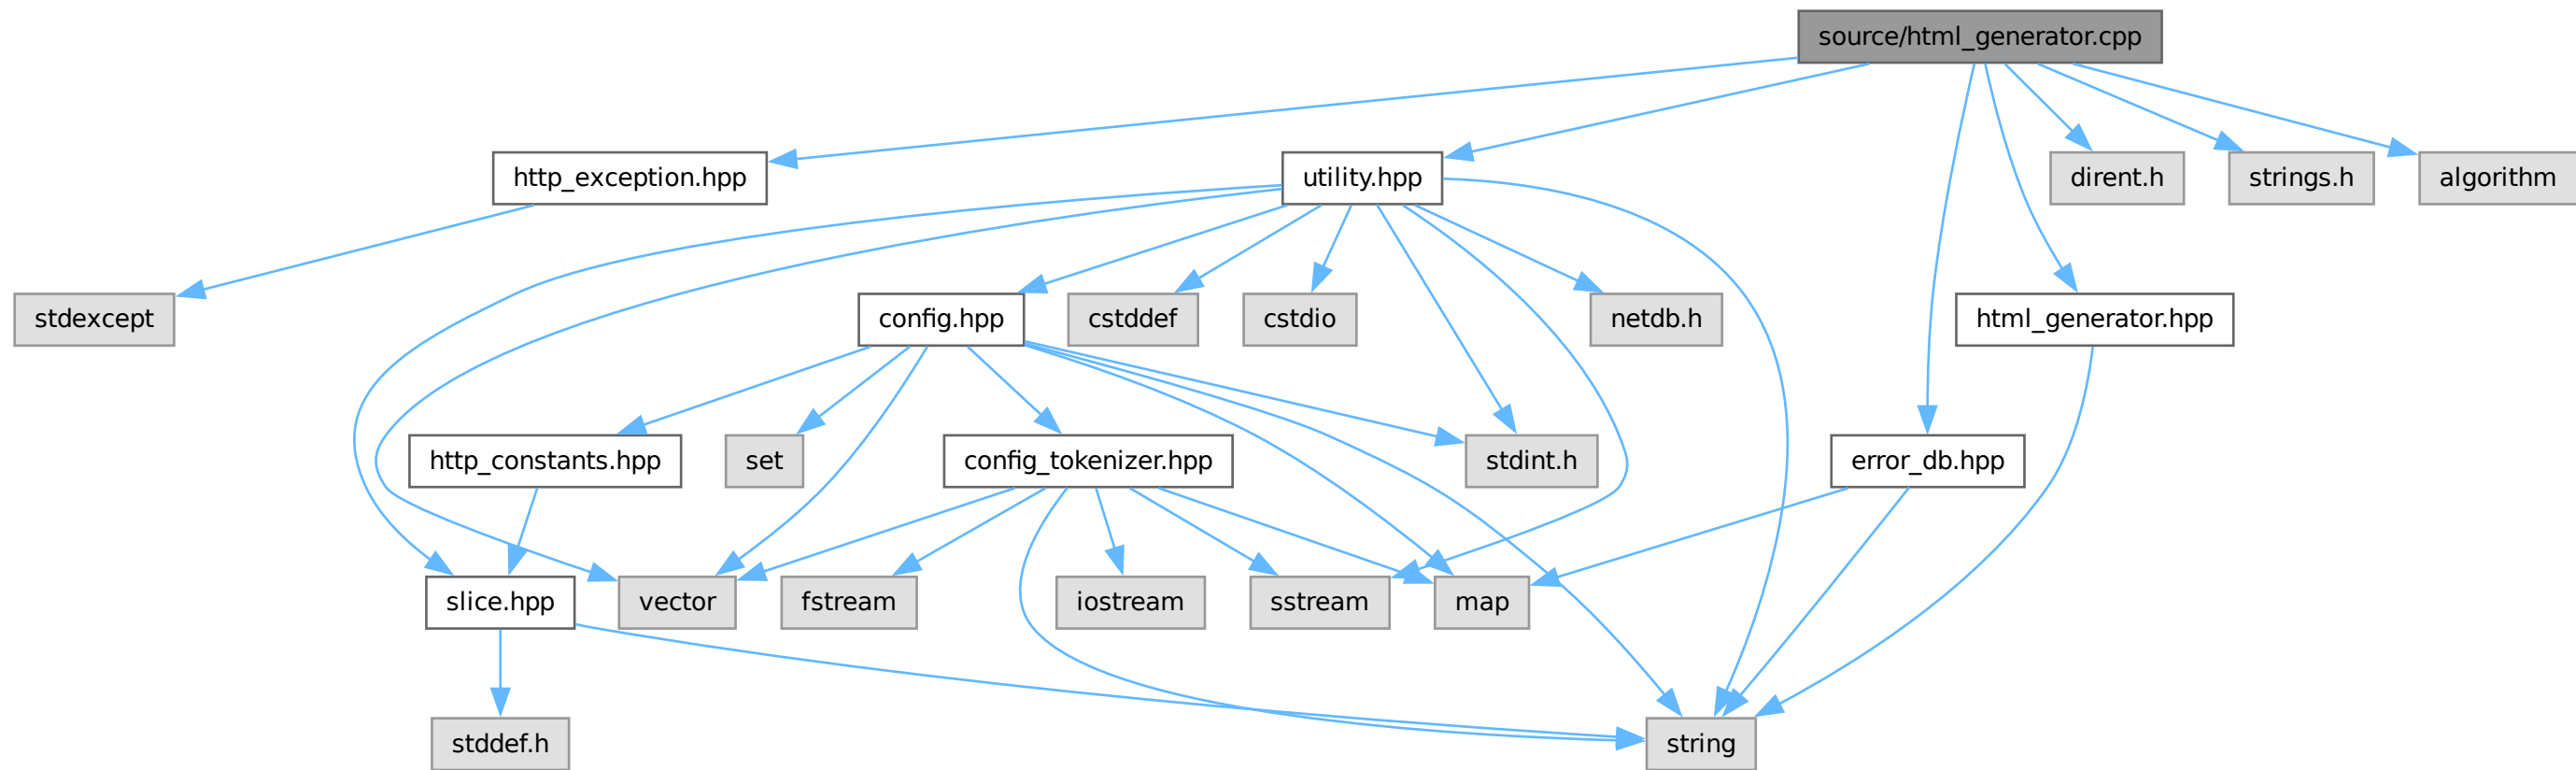 source/html_generator.cpp
http_exception.hpp
utility.hpp
dirent.h
strings.h
algorithm
stdexcept
config.hpp
cstddef
cstdio
netdb.h
html_generator.hpp
http_constants.hpp
set
config_tokenizer.hpp
stdint.h
error_db.hpp
slice.hpp
vector
fstream
iostream
sstream
map
stddef.h
string